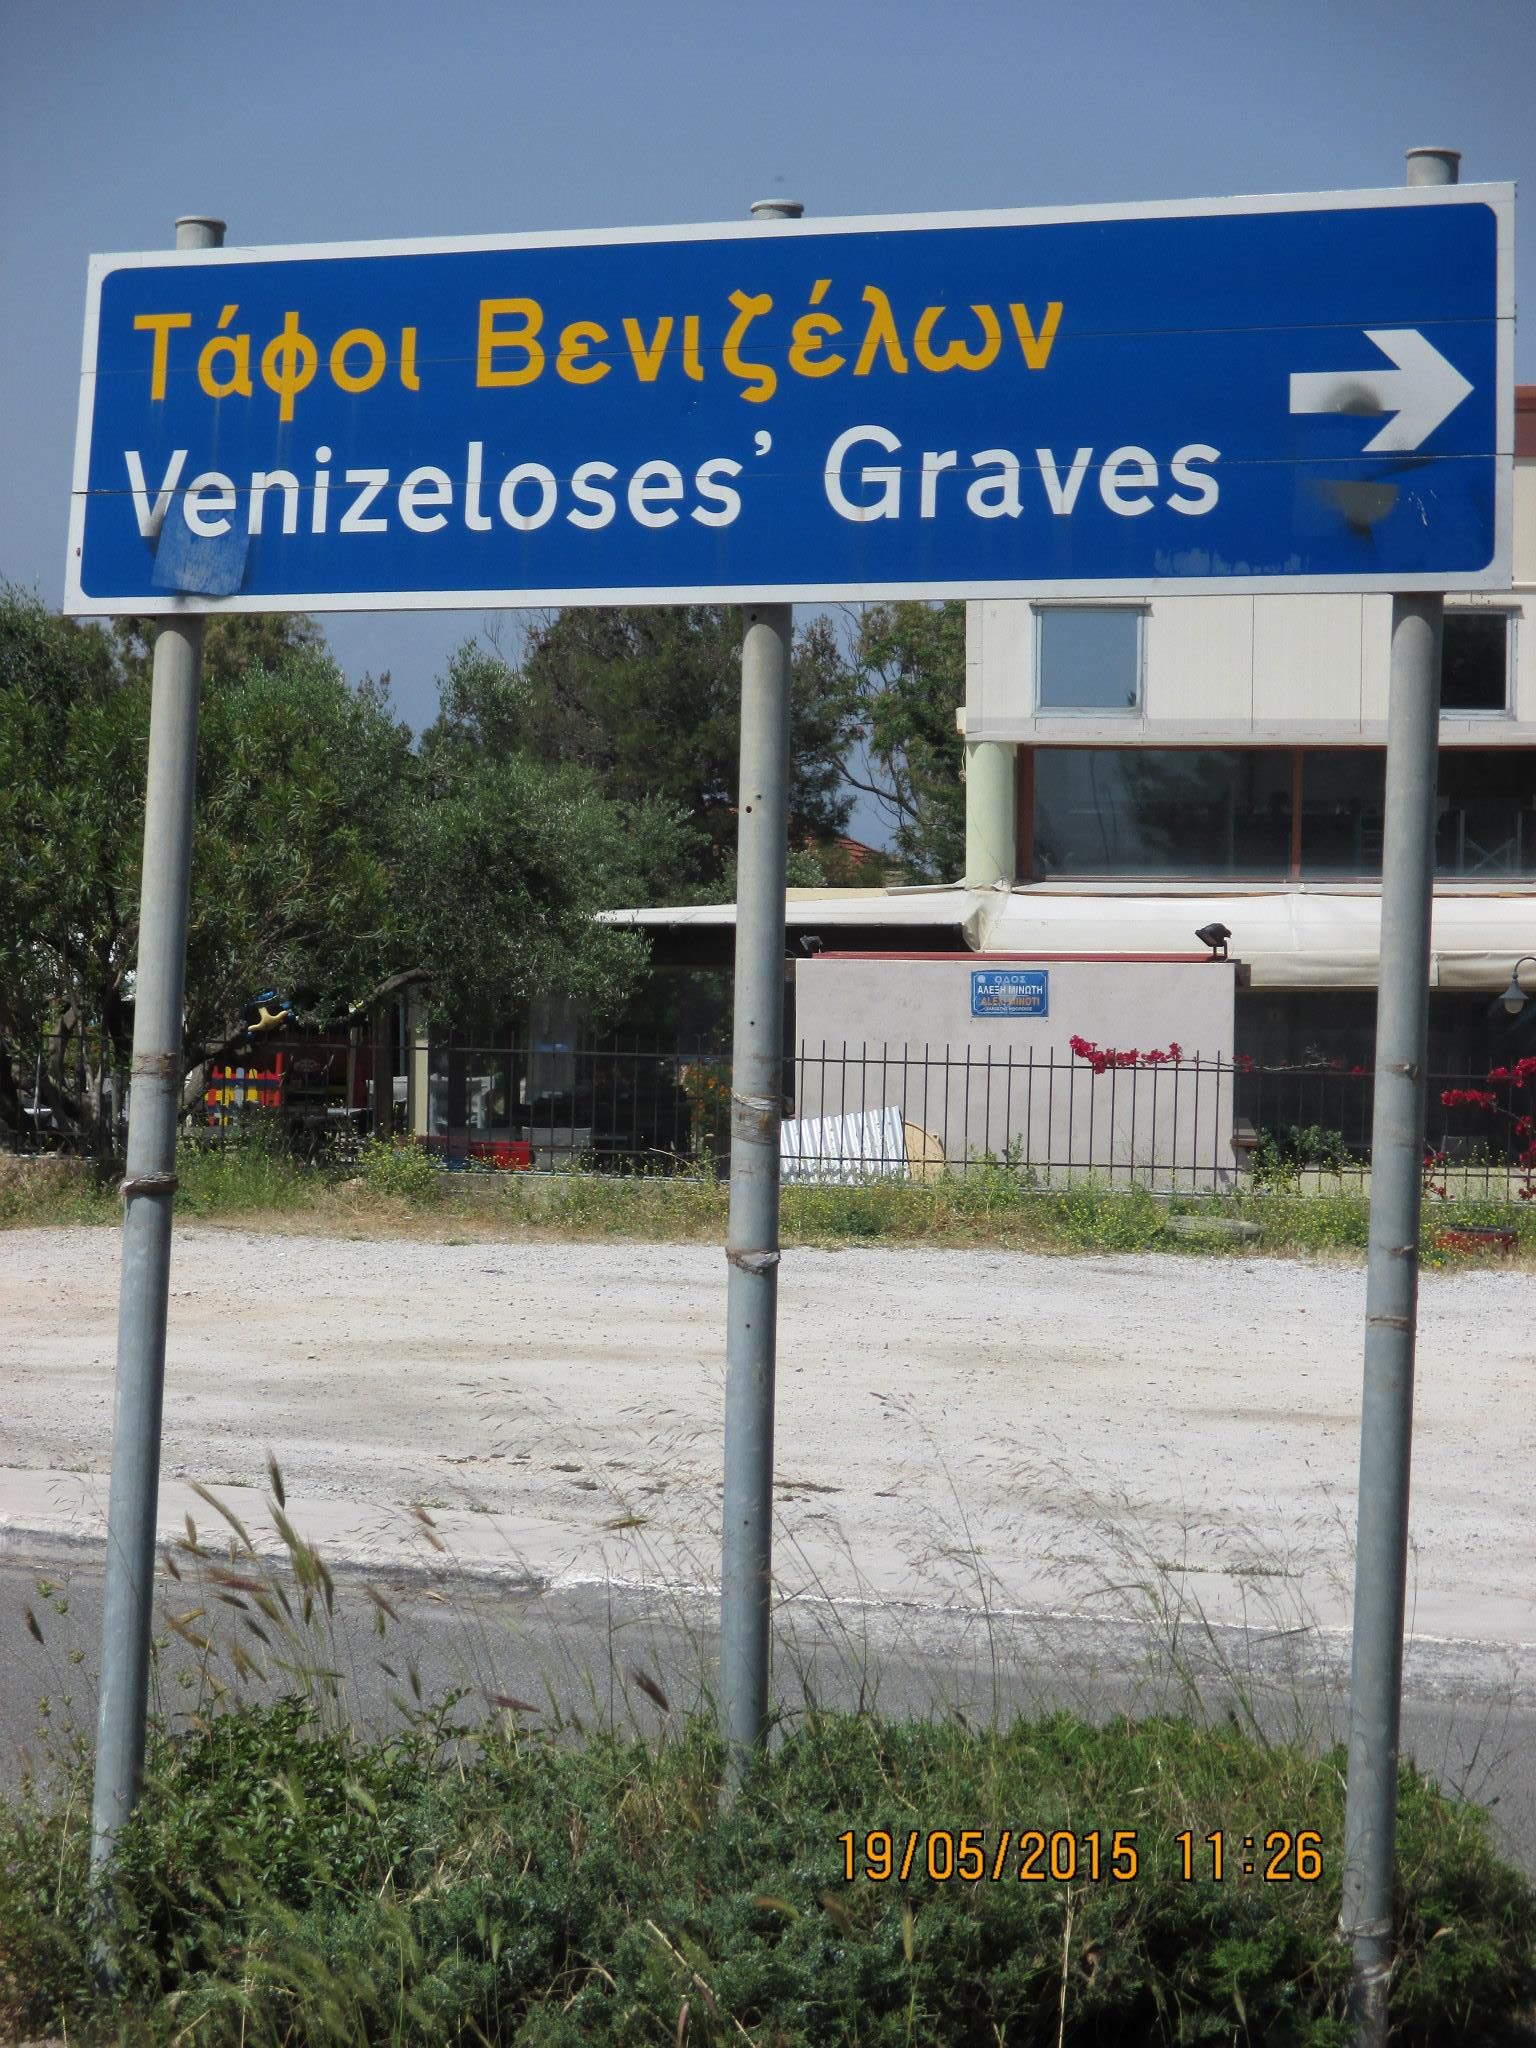 Τάφοι Βενιζέλων
Venizeloses' Graves
ΟΔΟΣ
ΑΛΕΞΗ ΜΙΝΩΤΗ
ALEXI MINOTI
19/05/2015 11:26